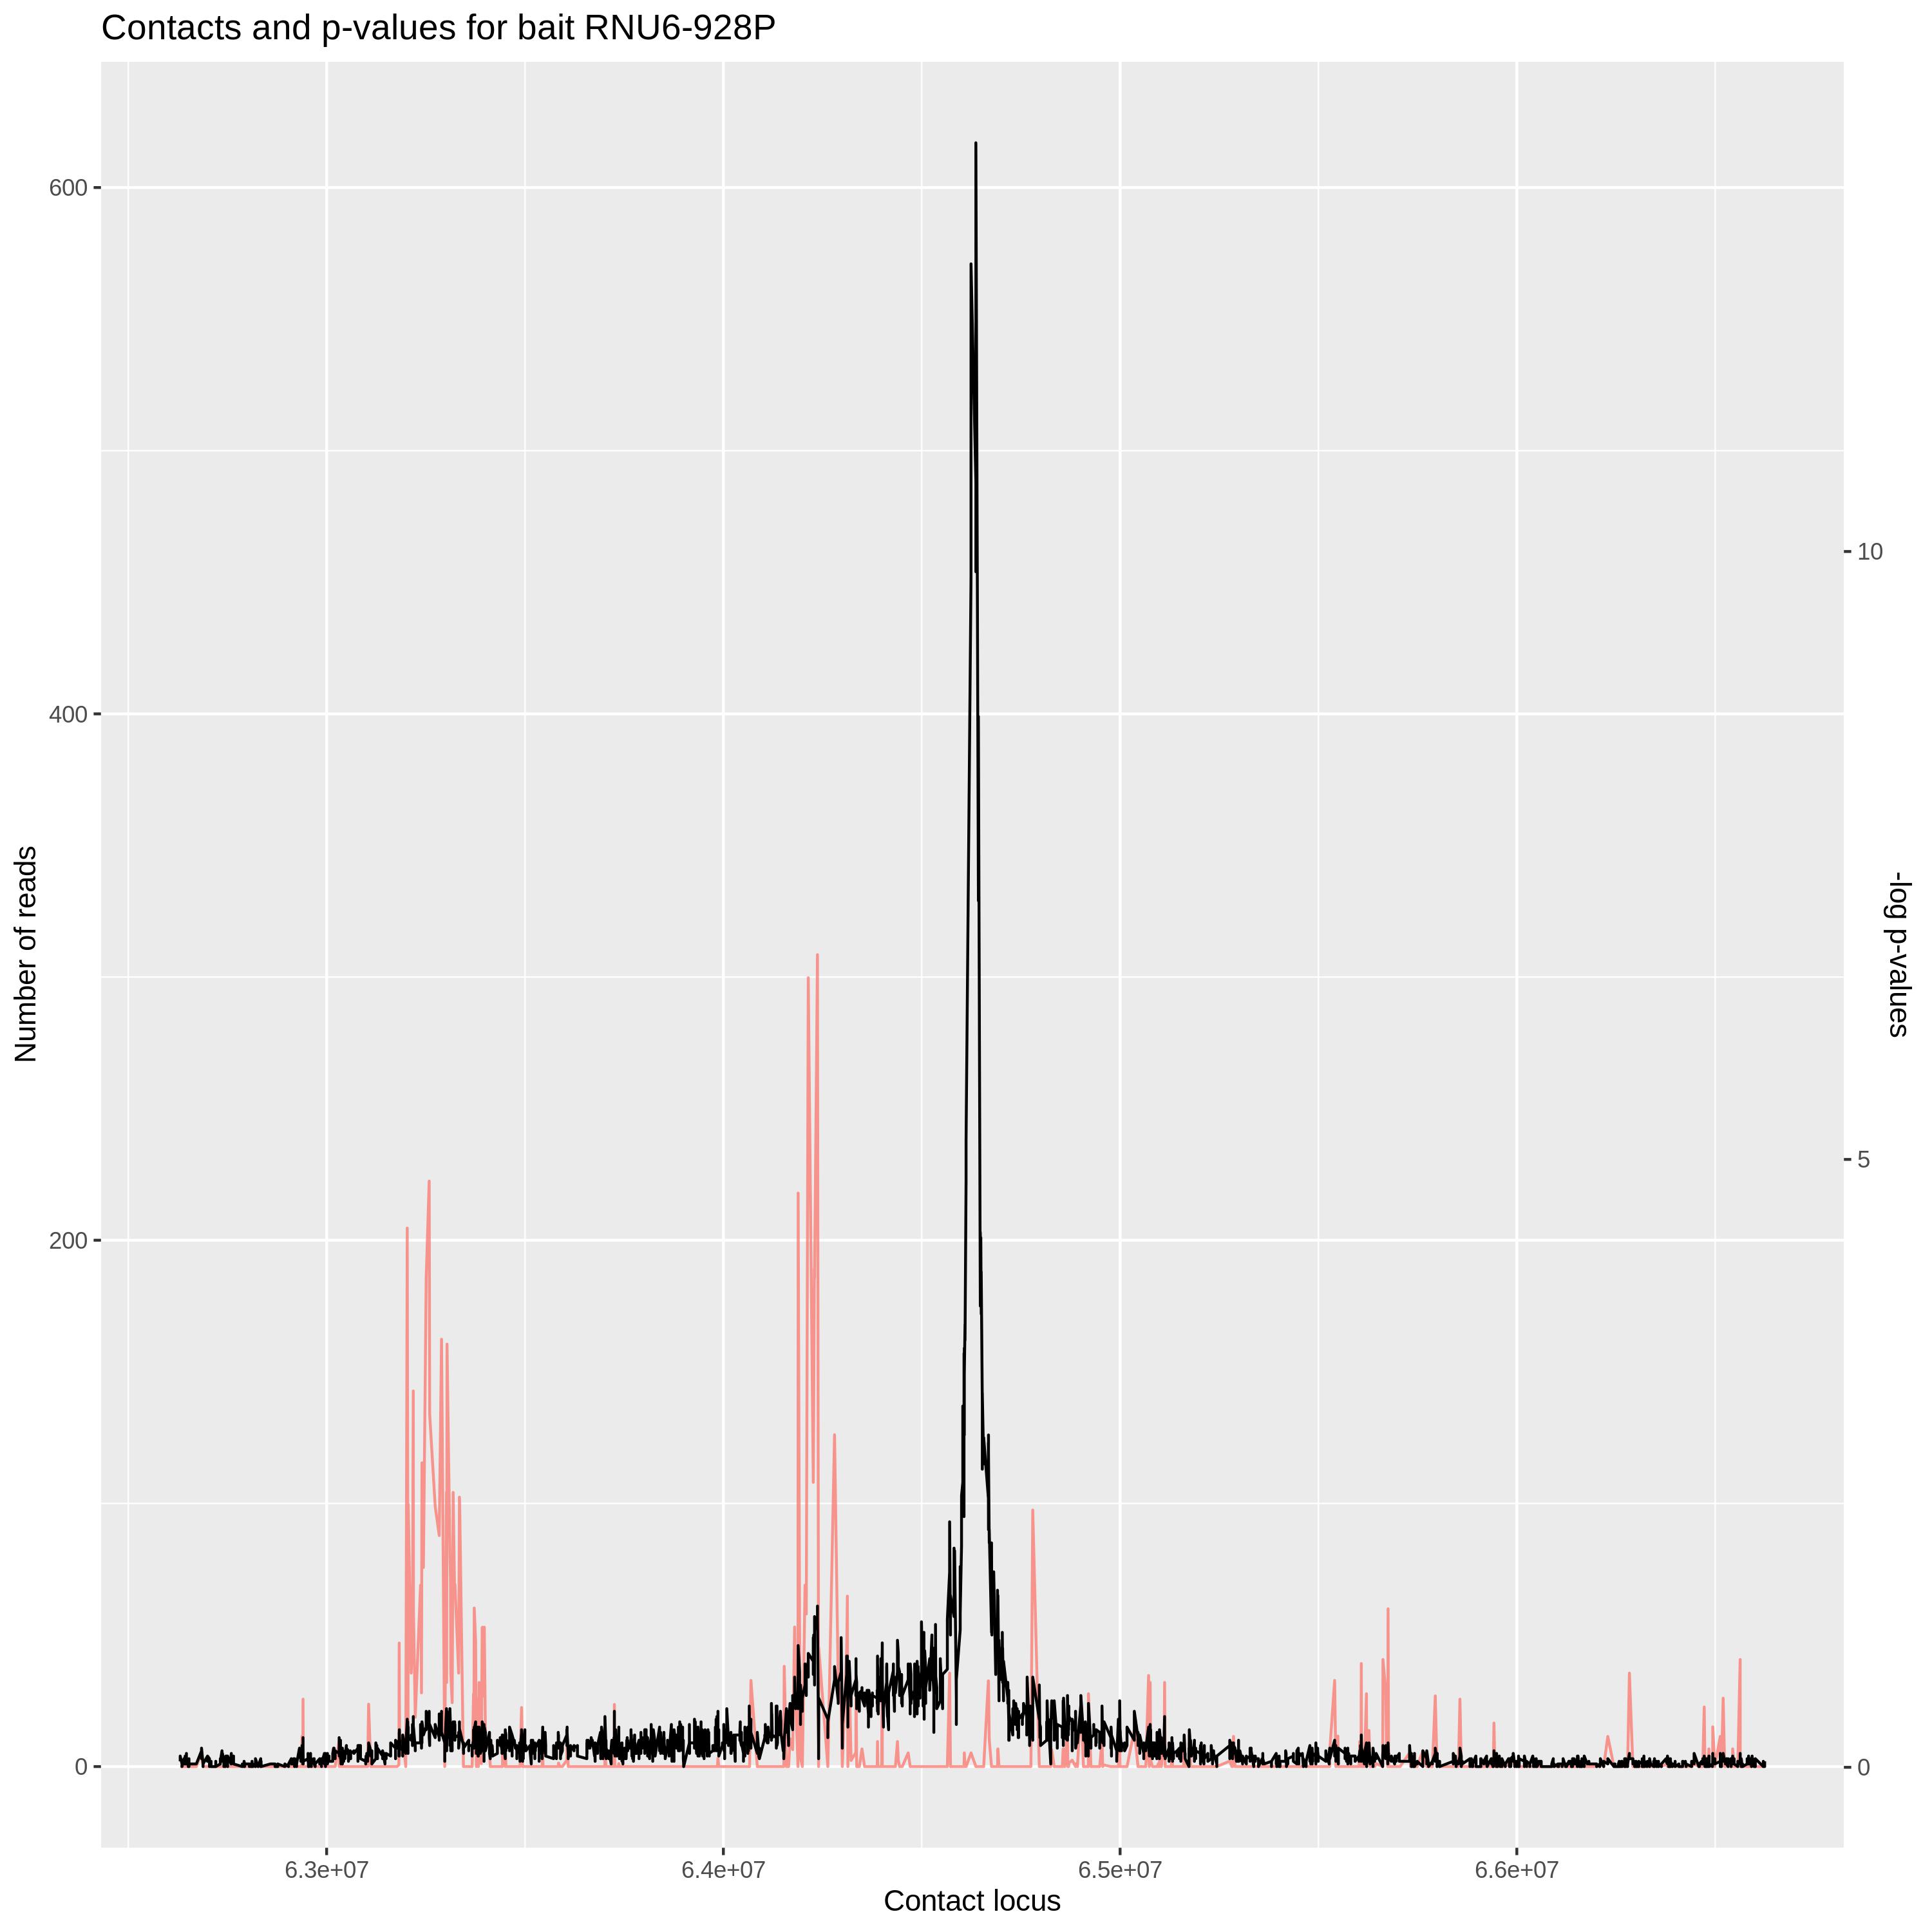 Contacts and p-values for bait RNU6-928P
600
400
200
0
10
5
0
Number of reads
-log p-values
6.3e+07
6.4e+07
6.5e+07
6.6e+07
Contact locus